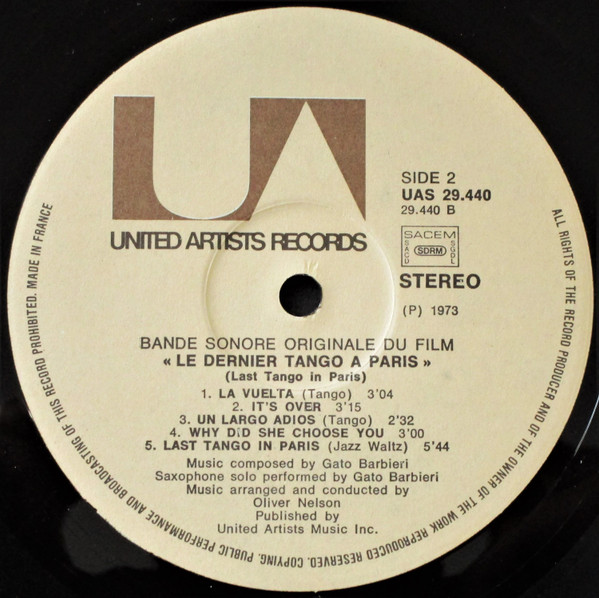 UA
UNITED ARTISTS RECORDS
SIDE 2
UAS 29.440
29.440 B
SACEM
SACD
SDRM
SGDL
STEREO
(P) 1973
BANDE SONORE ORIGINALE DU FILM
« LE DERNIER TANGO A PARIS »
(Last Tango in Paris)
1. LA VUELTA (Tango) 3'04
2. IT'S OVER 3'15
3. UN LARGO ADIOS (Tango) 2'32
4. WHY DID SHE CHOOSE YOU 3'00
5. LAST TANGO IN PARIS (Jazz Waltz) 5'44
Music composed by Gato Barbieri
Saxophone solo performed by Gato Barbieri
Music arranged and conducted by
Oliver Nelson
Published by
United Artists Music Inc.
ALL RIGHTS OF THE RECORD PRODUCER AND OF THE OWNER OF THE WORK REPRODUCED RESERVED. COPYING, PUBLIC PERFORMANCE AND BROADCASTING OF THIS RECORD PROHIBITED. MADE IN FRANCE